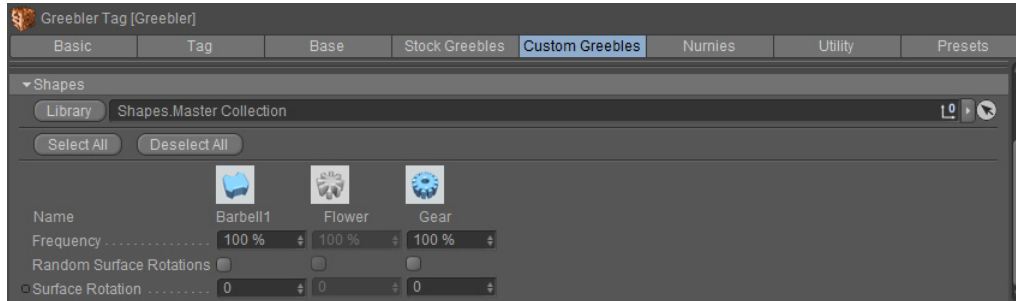 Greebler Tag [Greebler]
Basic Tag Base Stock Greebles Custom Greebles Nurnies Utility Presets
Shapes
Library Shapes.Master Collection 0
Select All Deselect All
Name Barbell1 Flower Gear
Frequency 100 % 100 % 100 %
Random Surface Rotations
Surface Rotation 0 0 0